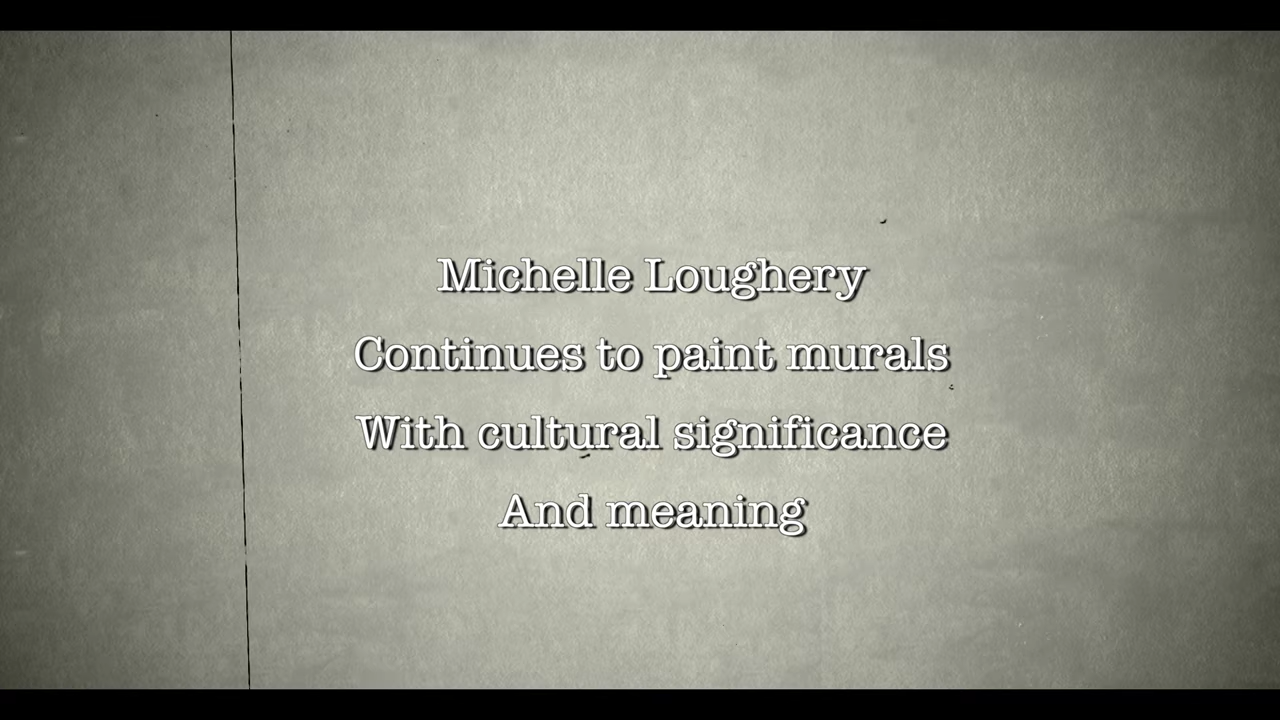 Michelle Loughery
Continues to paint murals
With cultural significance
And meaning